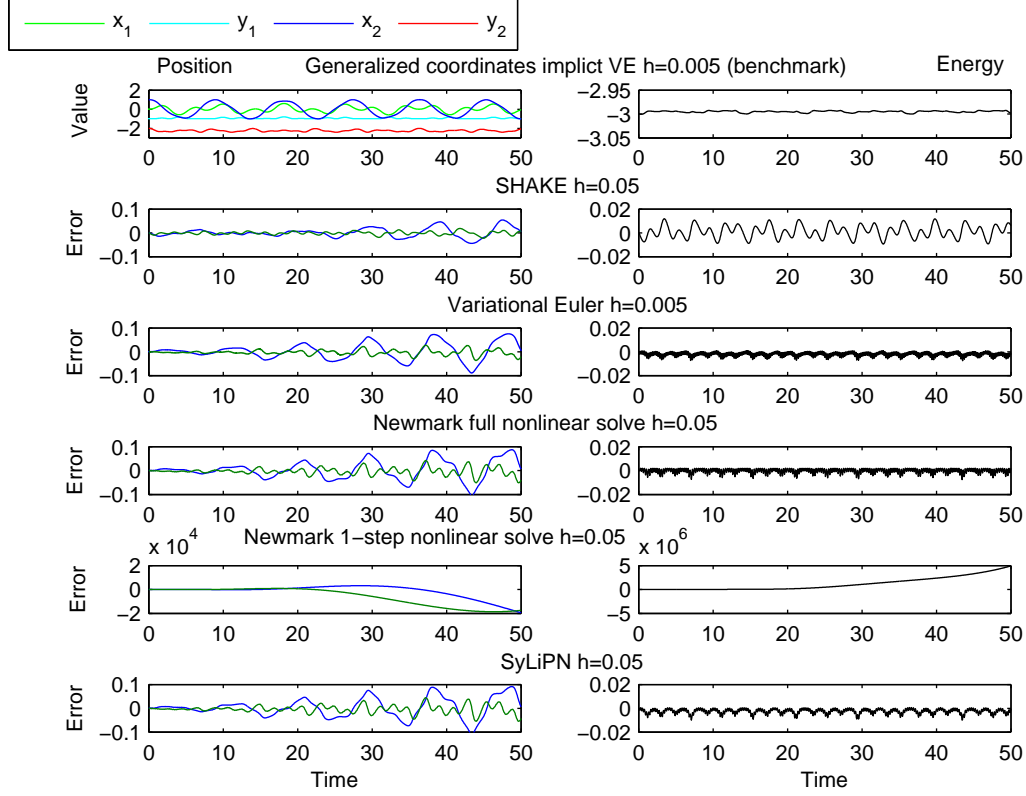 x1 y1 x2 y2
Position Generalized coordinates implict VE h=0.005 (benchmark) Energy
Value
2
0
−2
0 10 20 30 40 50
−2.95
−3
−3.05
0 10 20 30 40 50
SHAKE h=0.05
Error
0.1
0
−0.1
0 10 20 30 40 50
0.02
0
−0.02
0 10 20 30 40 50
Variational Euler h=0.005
Error
0.1
0
−0.1
0 10 20 30 40 50
0.02
0
−0.02
0 10 20 30 40 50
Newmark full nonlinear solve h=0.05
Error
0.1
0
−0.1
0 10 20 30 40 50
0.02
0
−0.02
0 10 20 30 40 50
Newmark 1−step nonlinear solve h=0.05
x 10^4
Error
2
0
−2
0 10 20 30 40 50
x 10^6
5
0
−5
0 10 20 30 40 50
SyLiPN h=0.05
Error
0.1
0
−0.1
0 10 20 30 40 50
Time
0.02
0
−0.02
0 10 20 30 40 50
Time